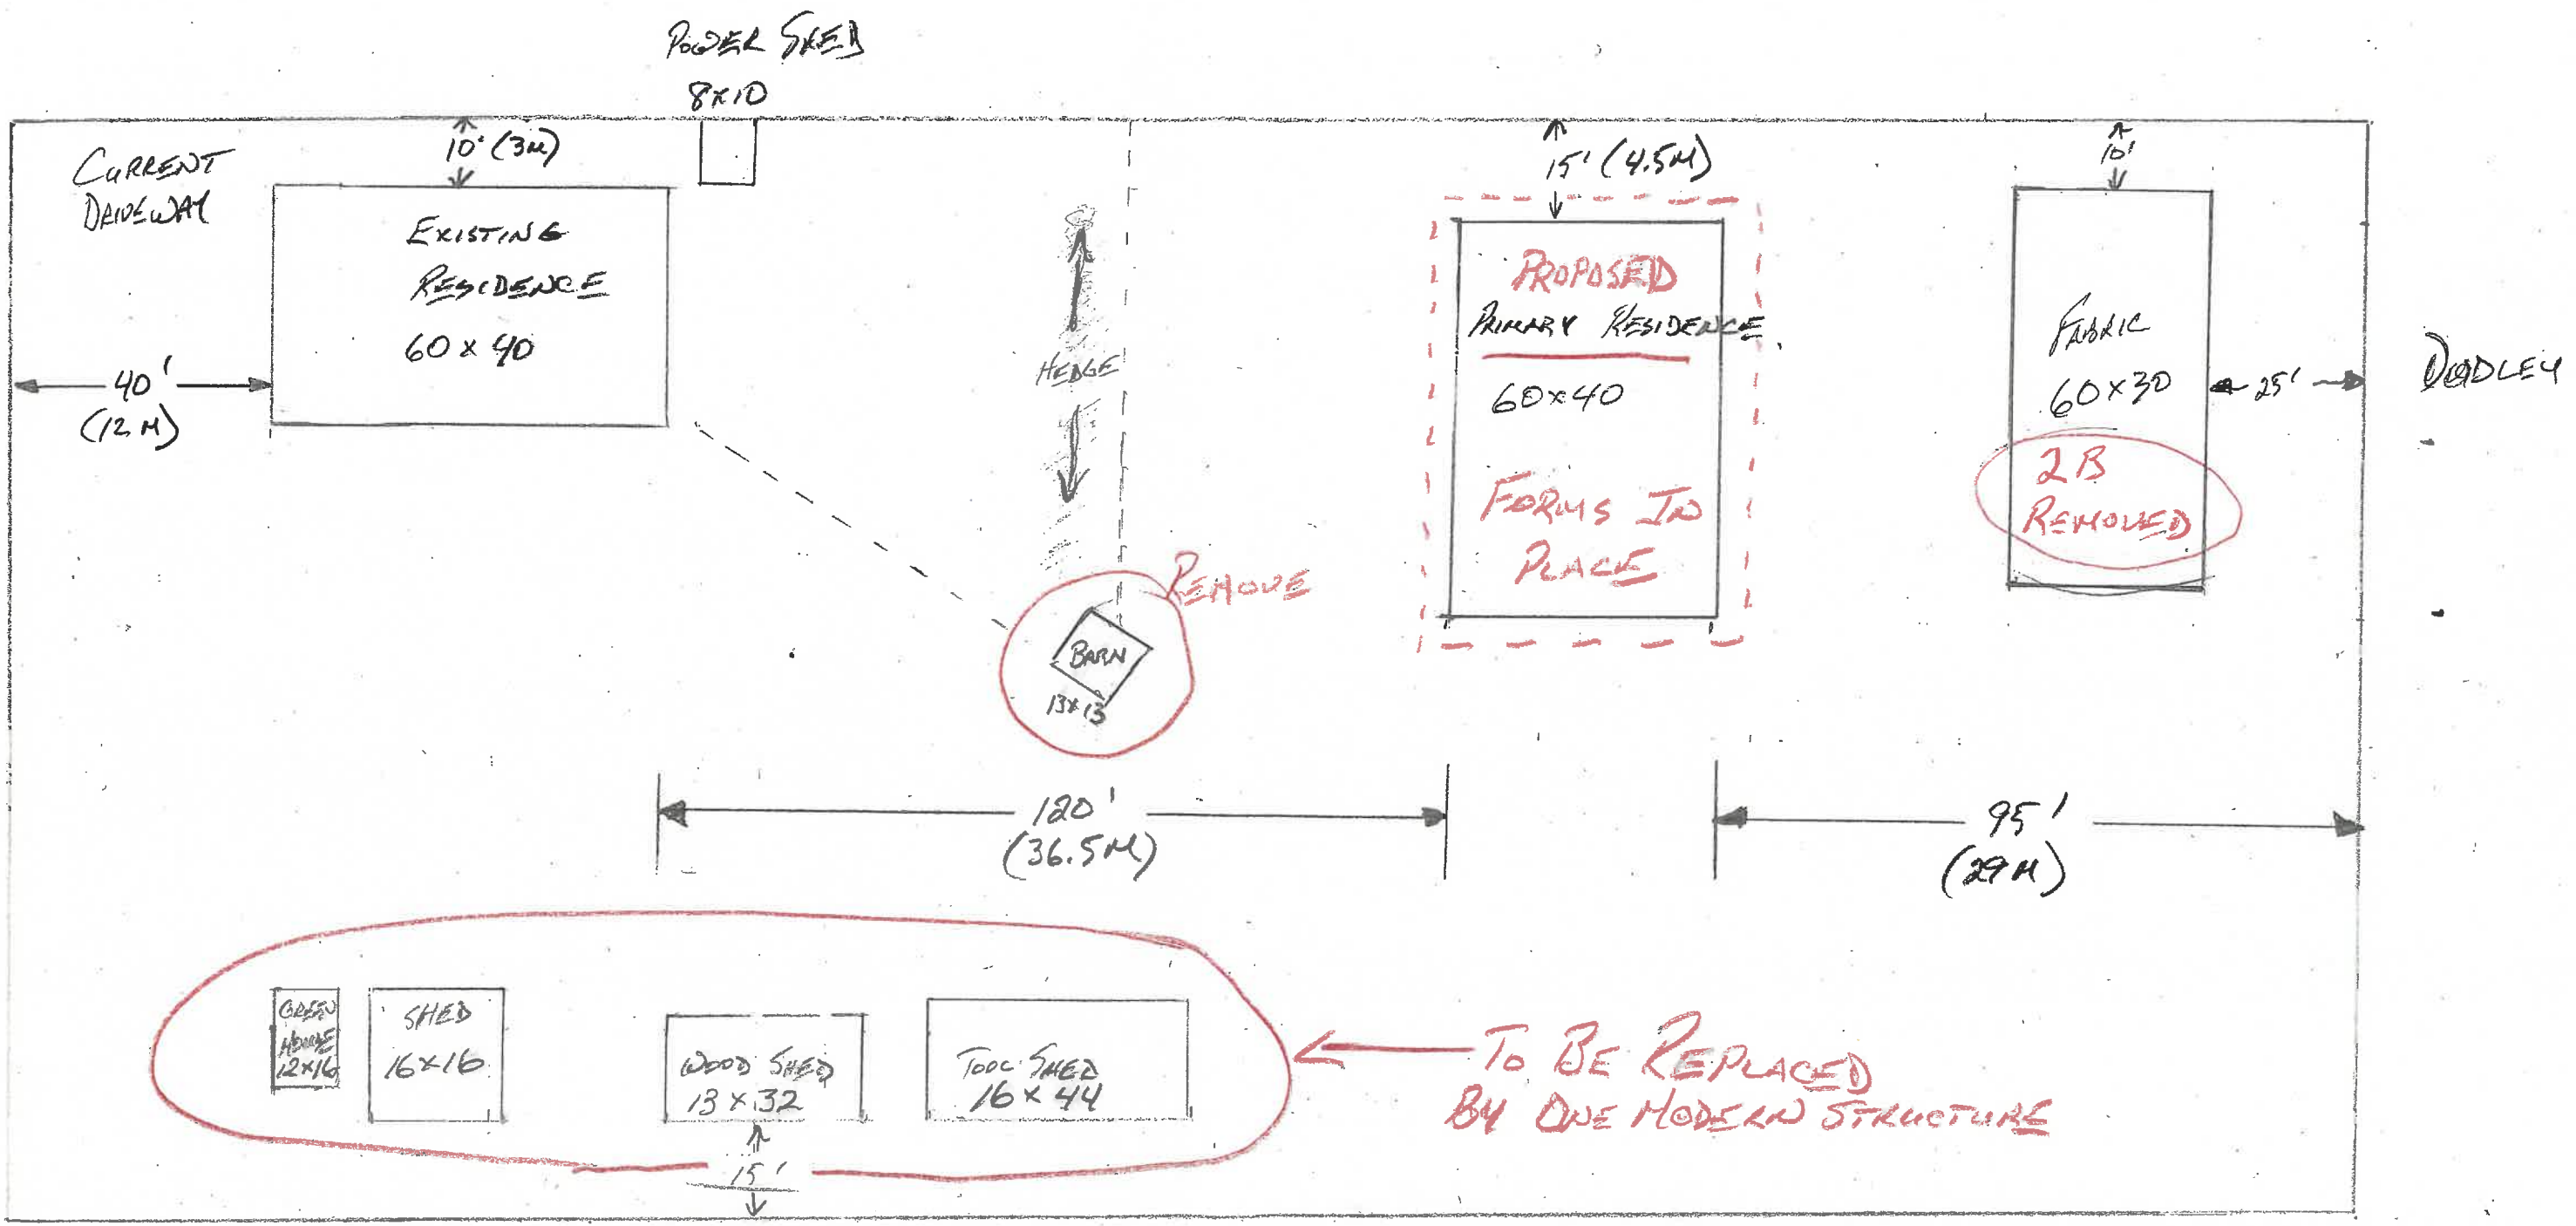 POWER SHED
8x10
CURRENT
DRIVEWAY
10' (3M)
EXISTING
RESIDENCE
60 x 40
40'
(12 M)
HEDGE
15' (4.5M)
PROPOSED
PRIMARY RESIDENCE
60x40
FORMS IN
PLACE
10'
FABRIC
60x30
25'
2B
REMOVED
DUDLEY
REMOVE
BARN
13x13
120'
(36.5M)
95'
(29M)
GREEN
HOUSE
12x16
SHED
16x16
WOOD SHED
13 x 32
TOOL SHED
16 x 44
15'
TO BE REPLACED
BY ONE MODERN STRUCTURE